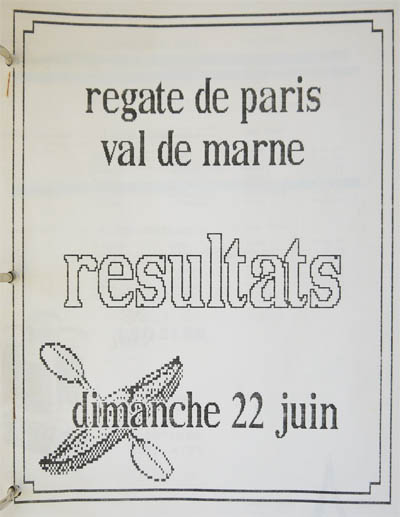 regate de paris
val de marne
resultats
dimanche 22 juin